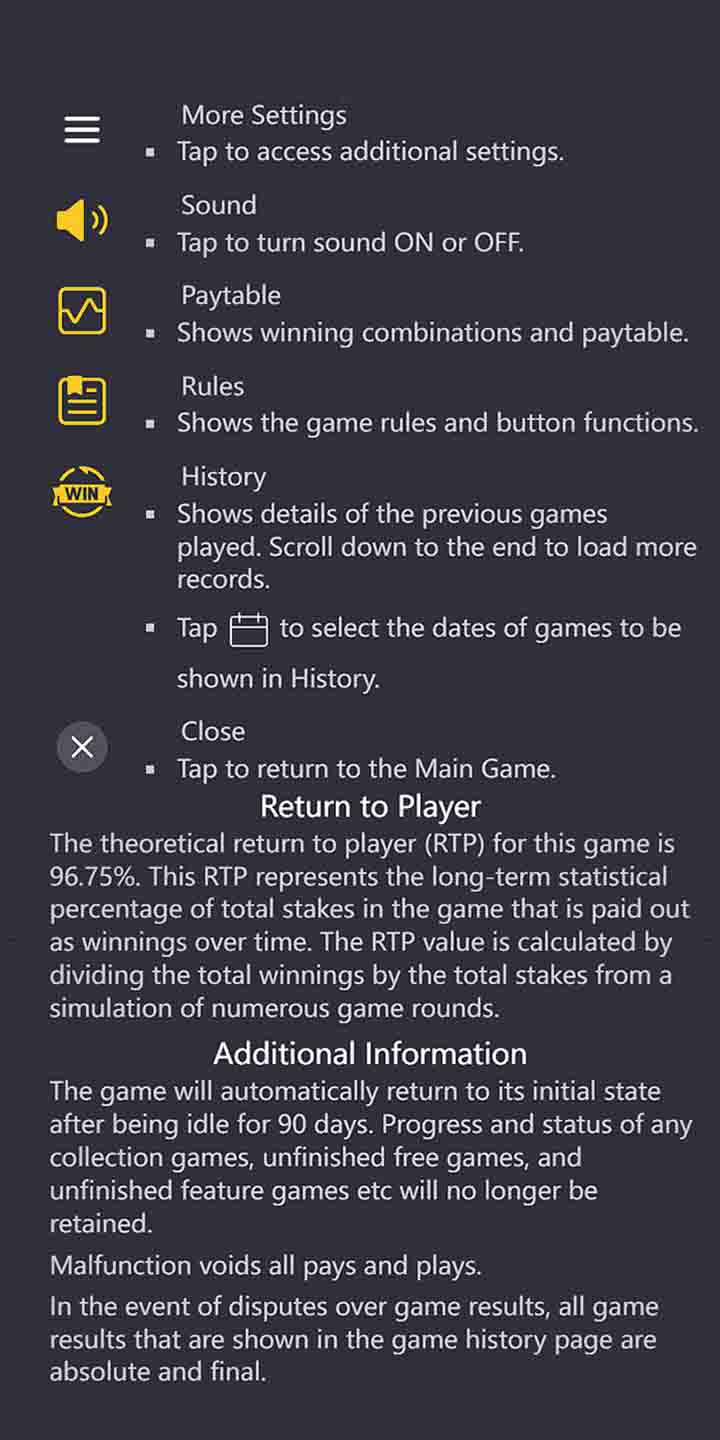 More Settings
▪ Tap to access additional settings.
Sound
▪ Tap to turn sound ON or OFF.
Paytable
▪ Shows winning combinations and paytable.
Rules
▪ Shows the game rules and button functions.
WIN
History
▪ Shows details of the previous games
played. Scroll down to the end to load more
records.
▪ Tap to select the dates of games to be
shown in History.
Close
▪ Tap to return to the Main Game.
Return to Player
The theoretical return to player (RTP) for this game is
96.75%. This RTP represents the long-term statistical
percentage of total stakes in the game that is paid out
as winnings over time. The RTP value is calculated by
dividing the total winnings by the total stakes from a
simulation of numerous game rounds.
Additional Information
The game will automatically return to its initial state
after being idle for 90 days. Progress and status of any
collection games, unfinished free games, and
unfinished feature games etc will no longer be
retained.
Malfunction voids all pays and plays.
In the event of disputes over game results, all game
results that are shown in the game history page are
absolute and final.